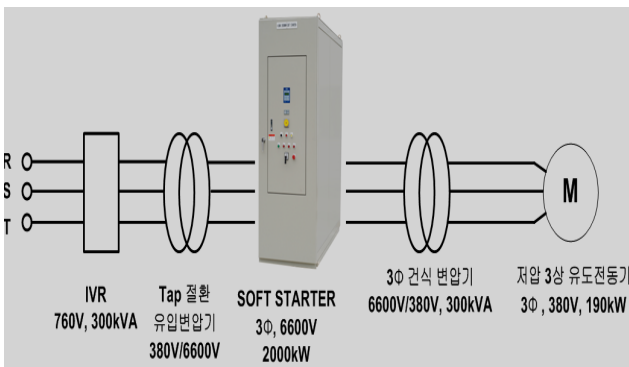 R
S
T
M
IVR
760V, 300kVA
Tap 절환
유입변압기
380V/6600V
SOFT STARTER
3Φ, 6600V
2000kW
3Φ 건식 변압기
6600V/380V, 300kVA
저압 3상 유도전동기
3Φ , 380V, 190kW